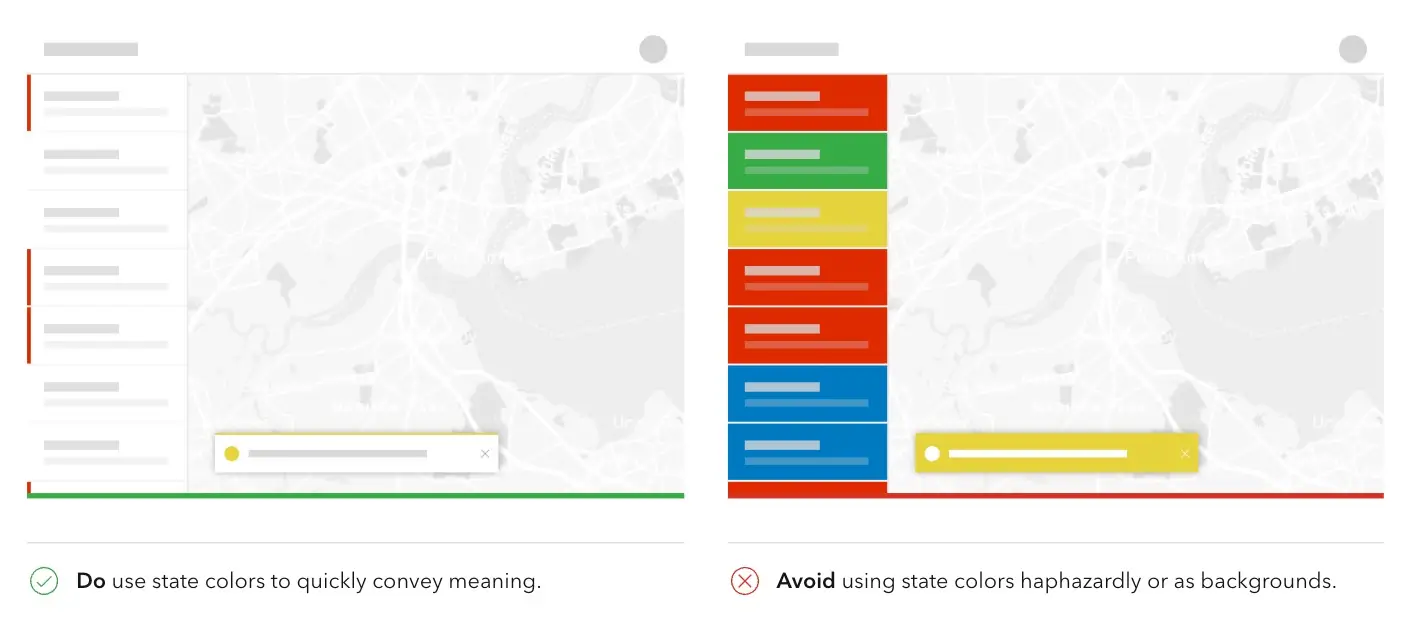 Do use state colors to quickly convey meaning.
Avoid using state colors haphazardly or as backgrounds.